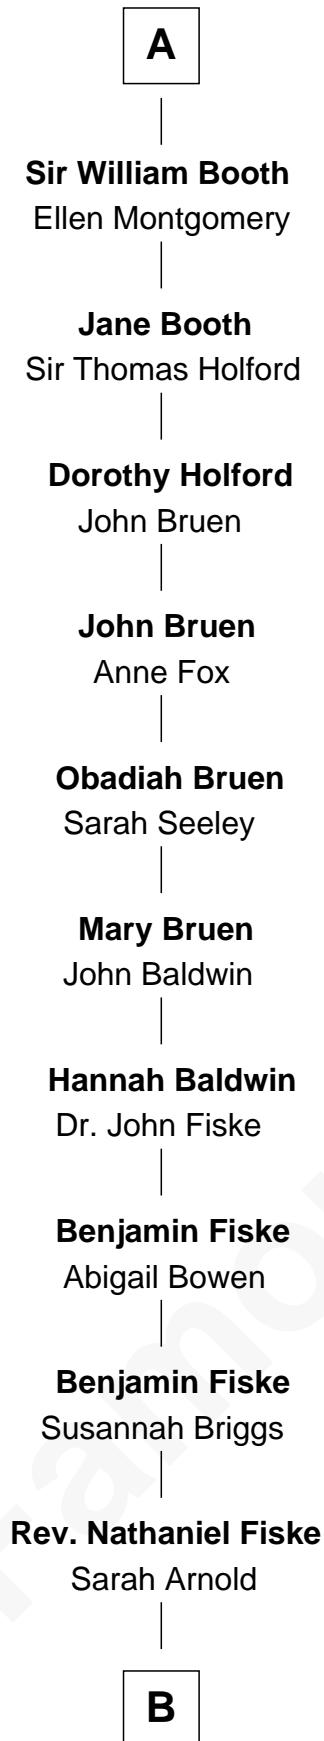 A
Sir William Booth
Ellen Montgomery
Jane Booth
Sir Thomas Holford
Dorothy Holford
John Bruen
John Bruen
Anne Fox
Obadiah Bruen
Sarah Seeley
Mary Bruen
John Baldwin
Hannah Baldwin
Dr. John Fiske
Benjamin Fiske
Abigail Bowen
Benjamin Fiske
Susannah Briggs
Rev. Nathaniel Fiske
Sarah Arnold
B